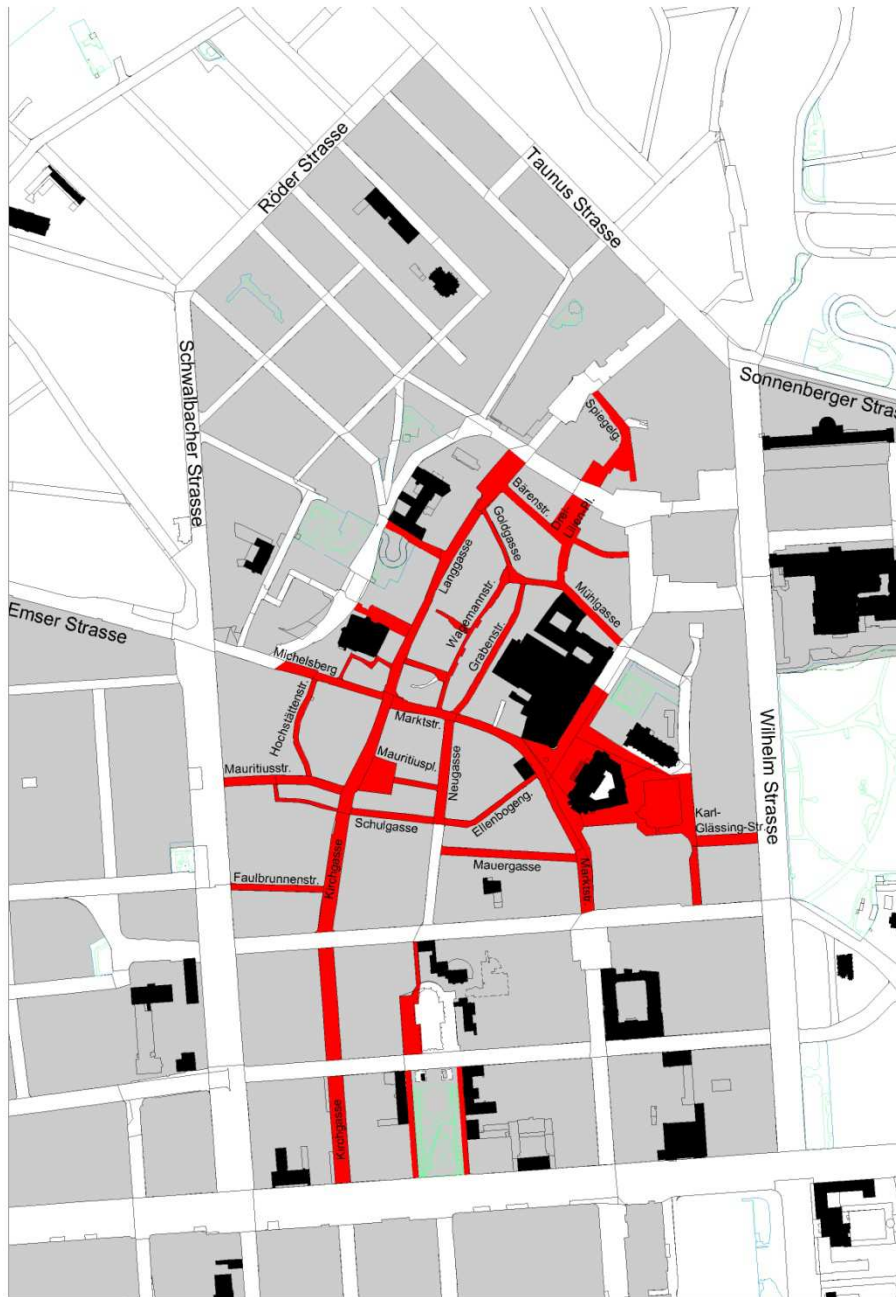 Röder Strasse
Taunus Strasse
Schwalbacher Strasse
Sonnenberger Stras
Spiegelg.
Bärenstr.
Drei-
Lilien-Pl.
Goldgasse
Langgasse
Mühlgasse
Wagemannstr.
Grabenstr.
Emser Strasse
Michelsberg
Hochstättenstr.
Marktstr.
Wilhelm Strasse
Mauritiuspl.
Mauritiusstr.
Neugasse
Ellenbogeng.
Schulgasse
Karl-
Glässing-Str.
Kirchgasse
Mauergasse
Marktstr.
Faulbrunnenstr.
Kirchgasse